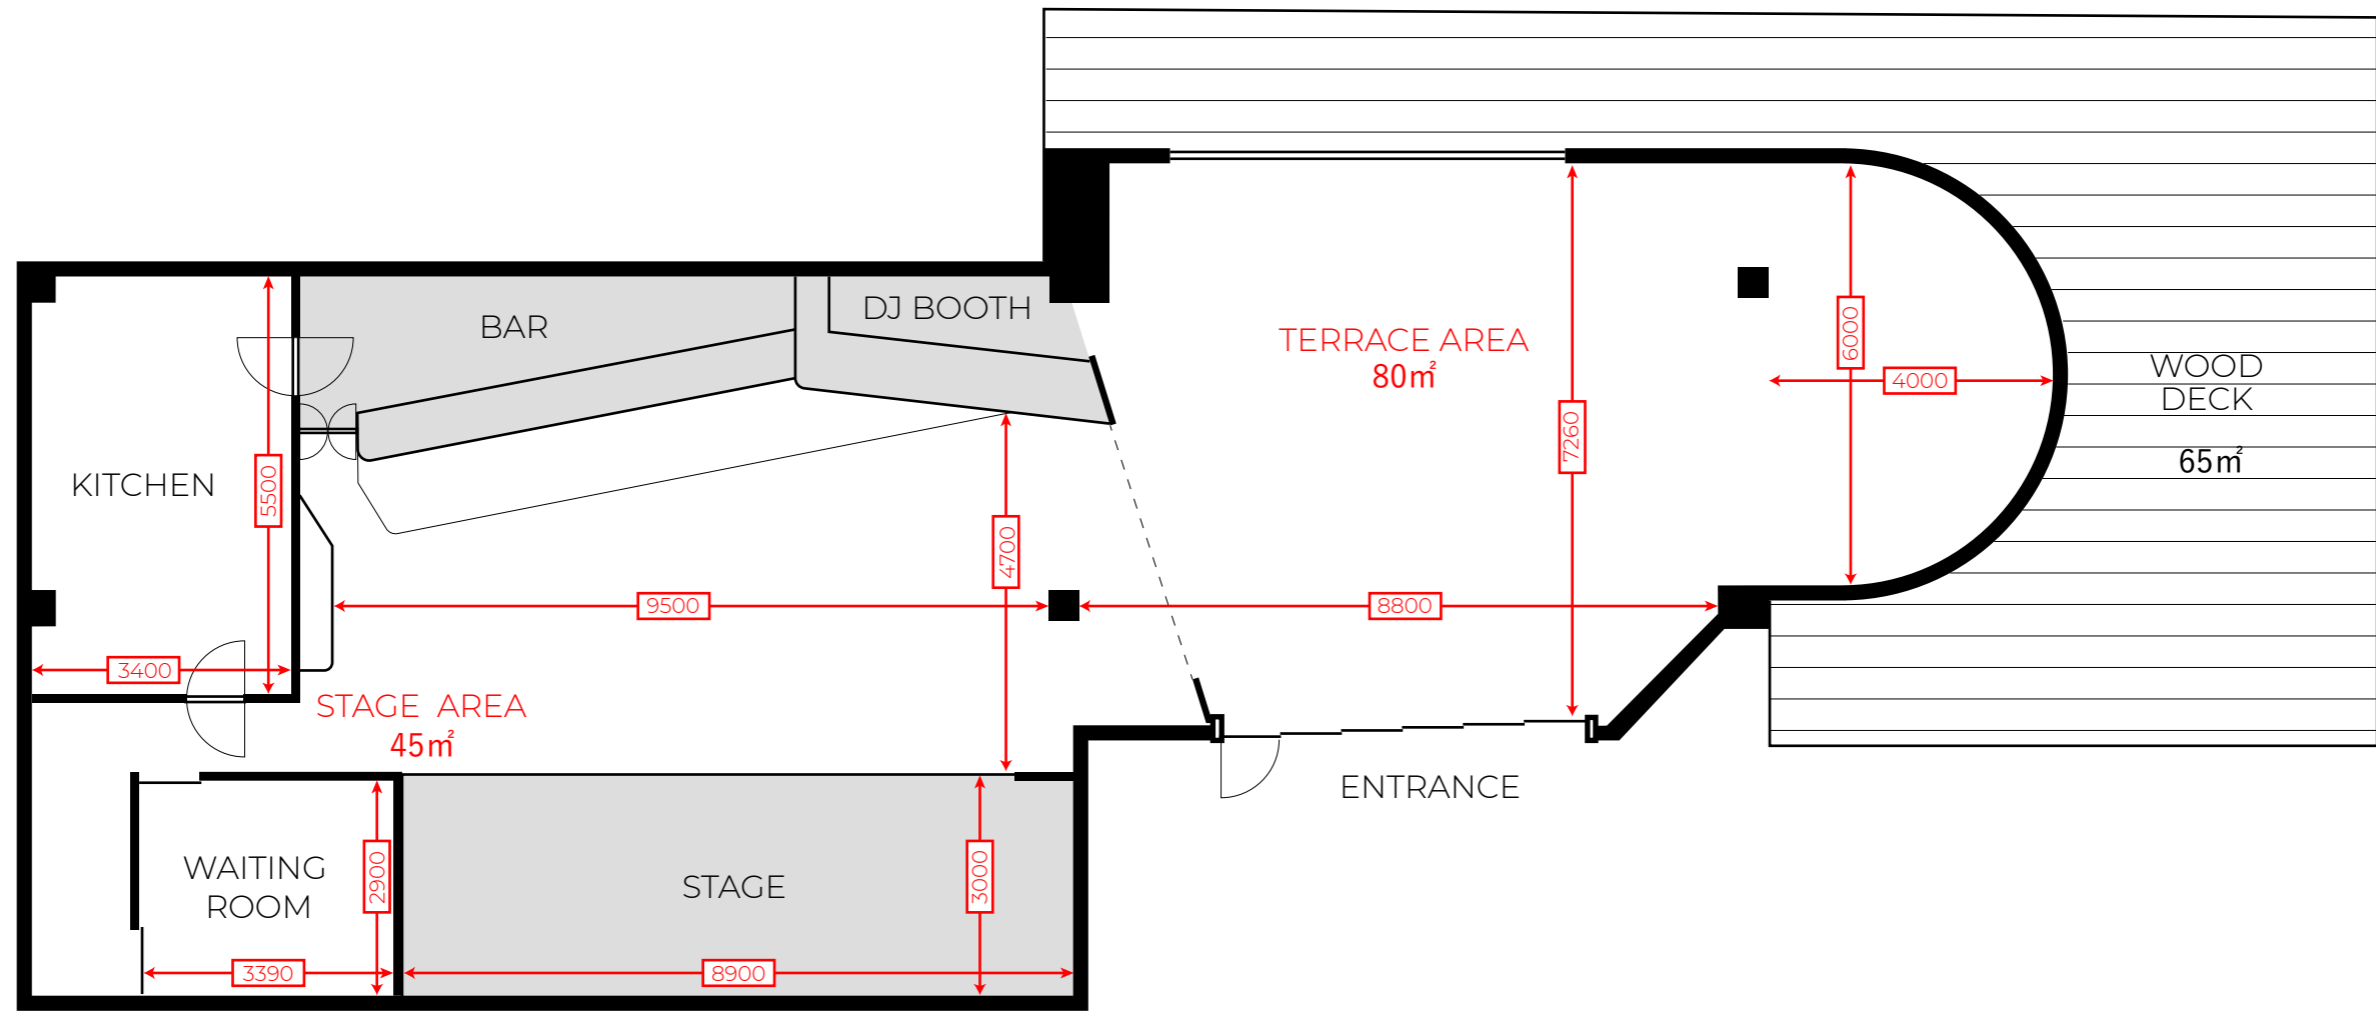 BAR
DJ BOOTH
TERRACE AREA
80㎡
6000
4000
WOOD
DECK
65㎡
KITCHEN
5500
7260
4700
9500
8800
3400
STAGE AREA
45㎡
ENTRANCE
WAITING
ROOM
2900
STAGE
3000
3390
8900